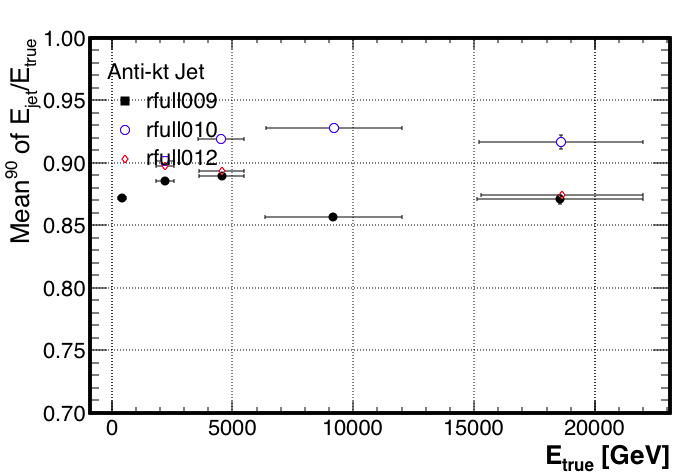 Mean90 of Ejet/Etrue
1.00
0.95
0.90
0.85
0.80
0.75
0.70
Anti-kt Jet
rfull009
rfull010
rfull012
0 5000 10000 15000 20000
Etrue [GeV]